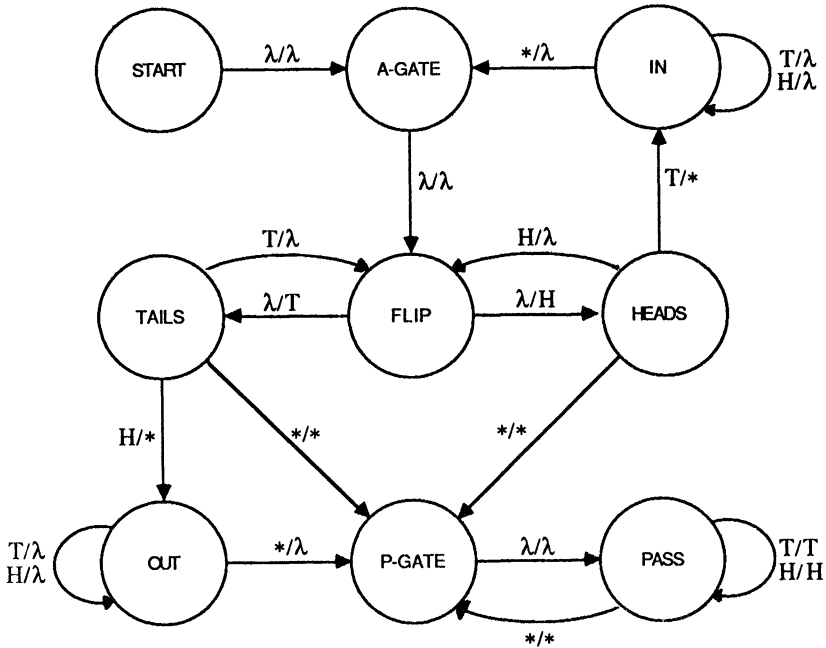 START
λ/λ
A-GATE
*/λ
IN
T/λ
H/λ
λ/λ
T/*
T/λ
H/λ
TAILS
λ/T
FLIP
λ/H
HEADS
H/*
*/*
*/*
T/λ
H/λ
OUT
*/λ
P-GATE
λ/λ
PASS
T/T
H/H
*/*